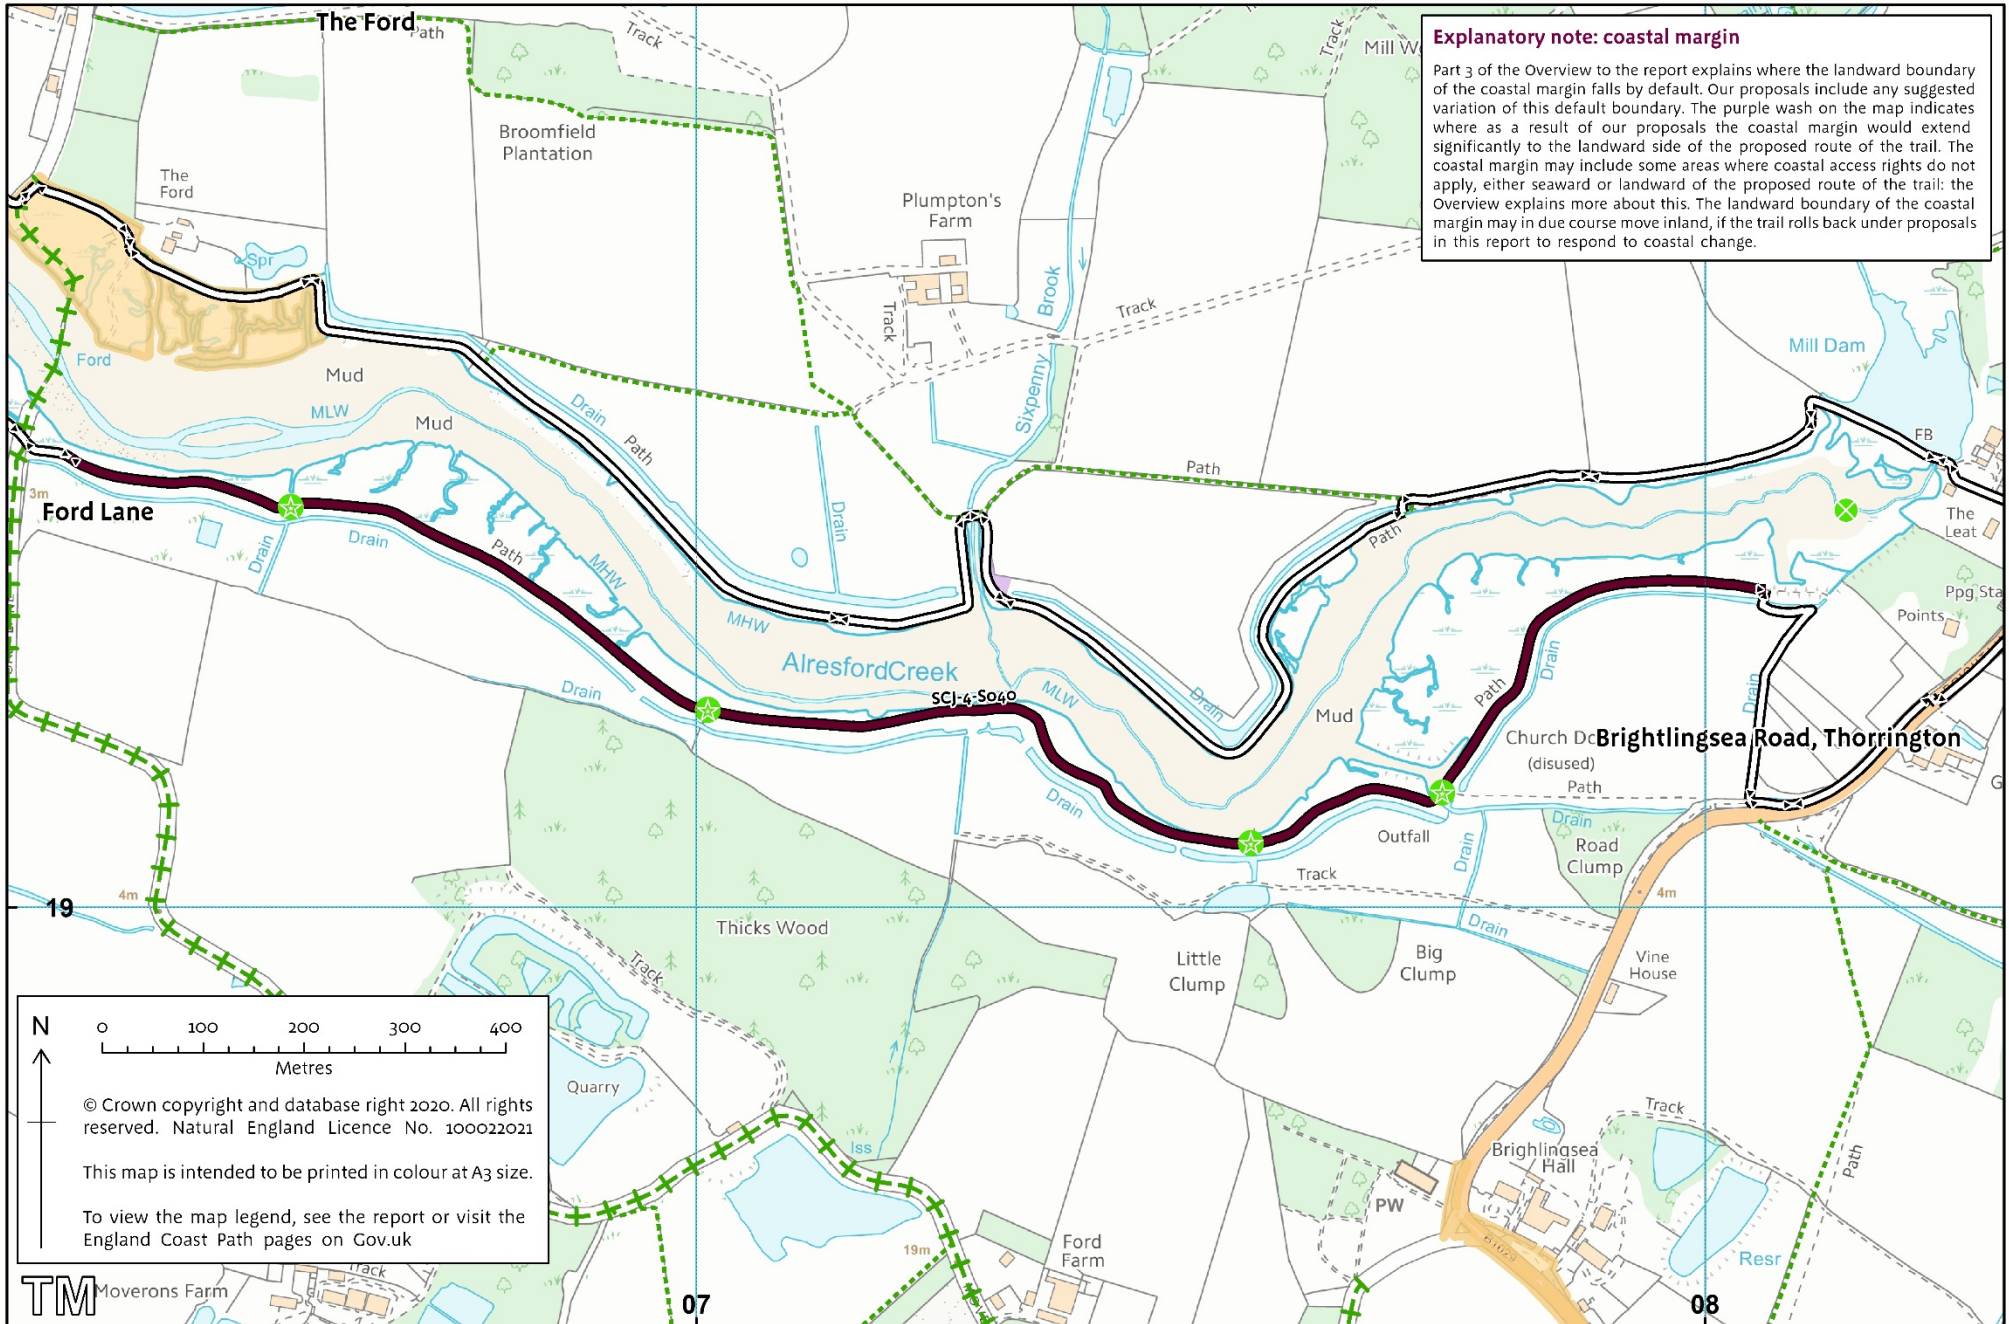 The Ford
Path
Track
Track
Mill
Explanatory note: coastal margin
Part 3 of the Overview to the report explains where the landward boundary
of the coastal margin falls by default. Our proposals include any suggested
variation of this default boundary. The purple wash on the map indicates
where as a result of our proposals the coastal margin would extend
significantly to the landward side of the proposed route of the trail. The
coastal margin may include some areas where coastal access rights do not
apply, either seaward or landward of the proposed route of the trail: the
Overview explains more about this. The landward boundary of the coastal
margin may in due course move inland, if the trail rolls back under proposals
in this report to respond to coastal change.
Broomfield
Plantation
The
Ford
Plumpton's
Farm
Spr
Brook
Track
Track
Ford
Mud
Mill Dam
MLW
Mud
Drain
Sixpenny
Path
Path
FB
3m
Ford Lane
Drain
The
Leat
Drain
Drain
Path
Path
MHW
MHW
Ppg Sta
Points
AlresfordCreek
Drain
SCJ-4-S040
MLW
Drain
Mud
Path
Drain
Drain
Church Dc
Brightlingsea Road, Thorrington
(disused)
Path
Drain
Drain
Outfall
Drain
Road
Clump
Track
4m
4m
19
Thicks Wood
Drain
Track
Little
Clump
Big
Clump
Vine
House
N
0 100 200 300 400
Metres
© Crown copyright and database right 2020. All rights
reserved. Natural England Licence No. 100022021
This map is intended to be printed in colour at A3 size.
To view the map legend, see the report or visit the
England Coast Path pages on Gov.uk
Quarry
Iss
Track
Brighlingsea
Hall
Path
PW
19m
Ford
Farm
Resr
Track
TM
Moverons Farm
07
08